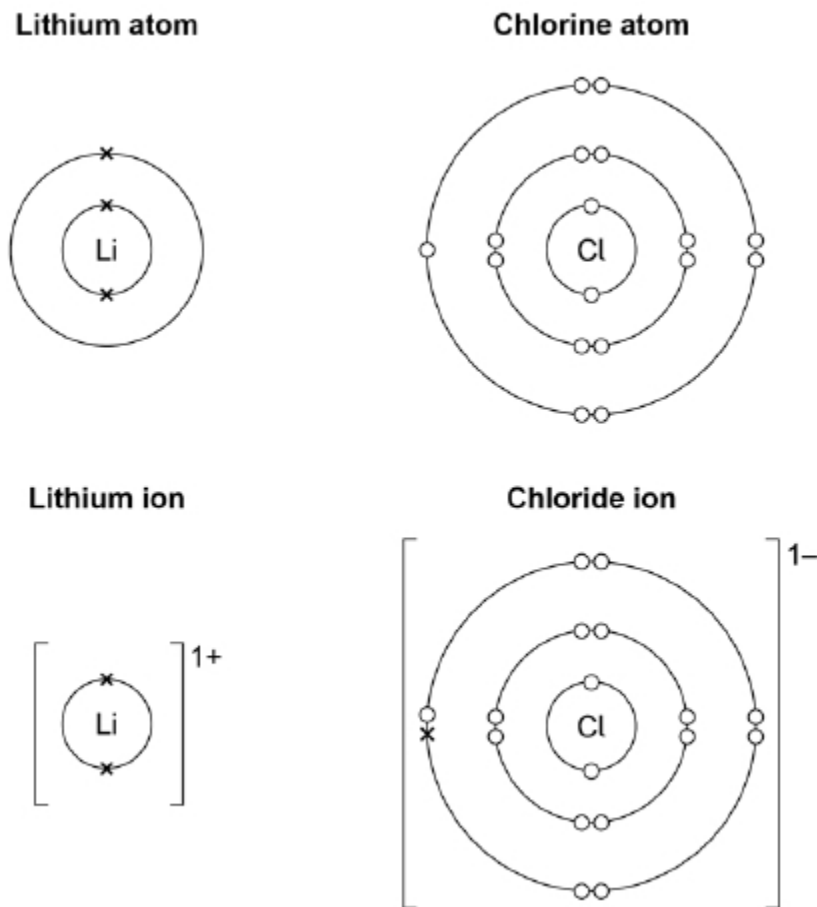 Lithium atom
Chlorine atom
Li
Cl
Lithium ion
Chloride ion
1+
Li
1–
Cl